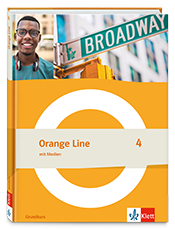 BROADWAY
Orange Line 4
mit Medien
Grundkurs
Klett